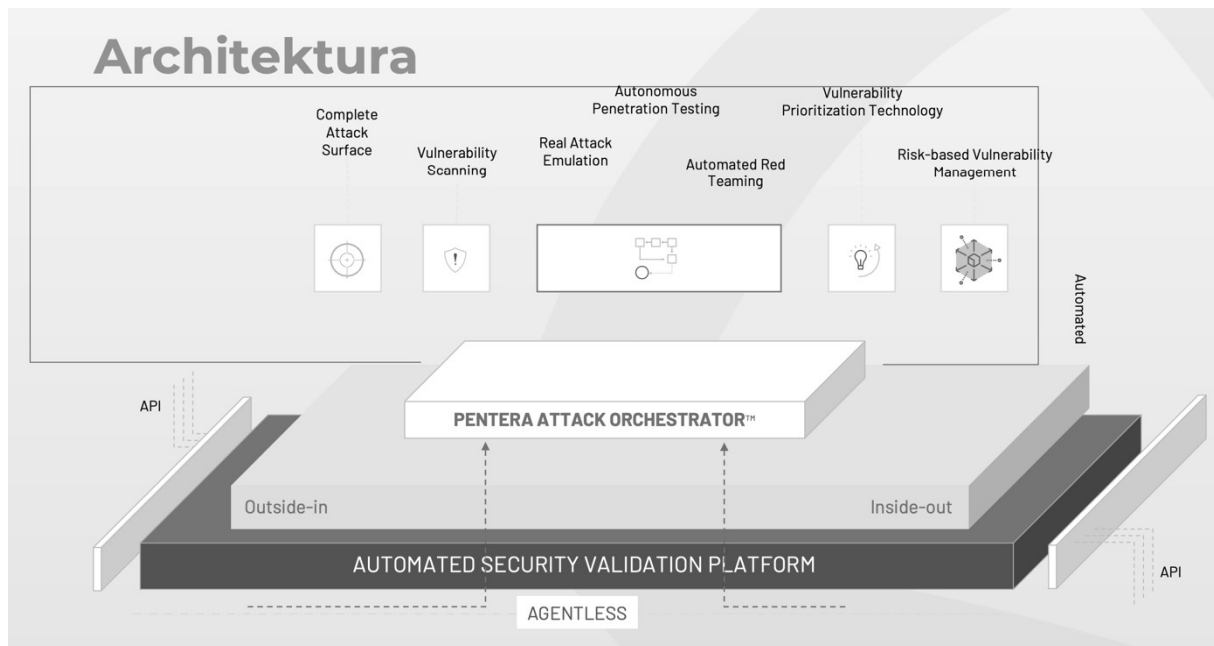 Architektura
Complete
Attack
Surface
Vulnerability
Scanning
Real Attack
Emulation
Autonomous
Penetration Testing
Automated Red
Teaming
Vulnerability
Prioritization Technology
Risk-based Vulnerability
Management
Automated
API
PENTERA ATTACK ORCHESTRATOR™
Outside-in
Inside-out
AUTOMATED SECURITY VALIDATION PLATFORM
API
AGENTLESS